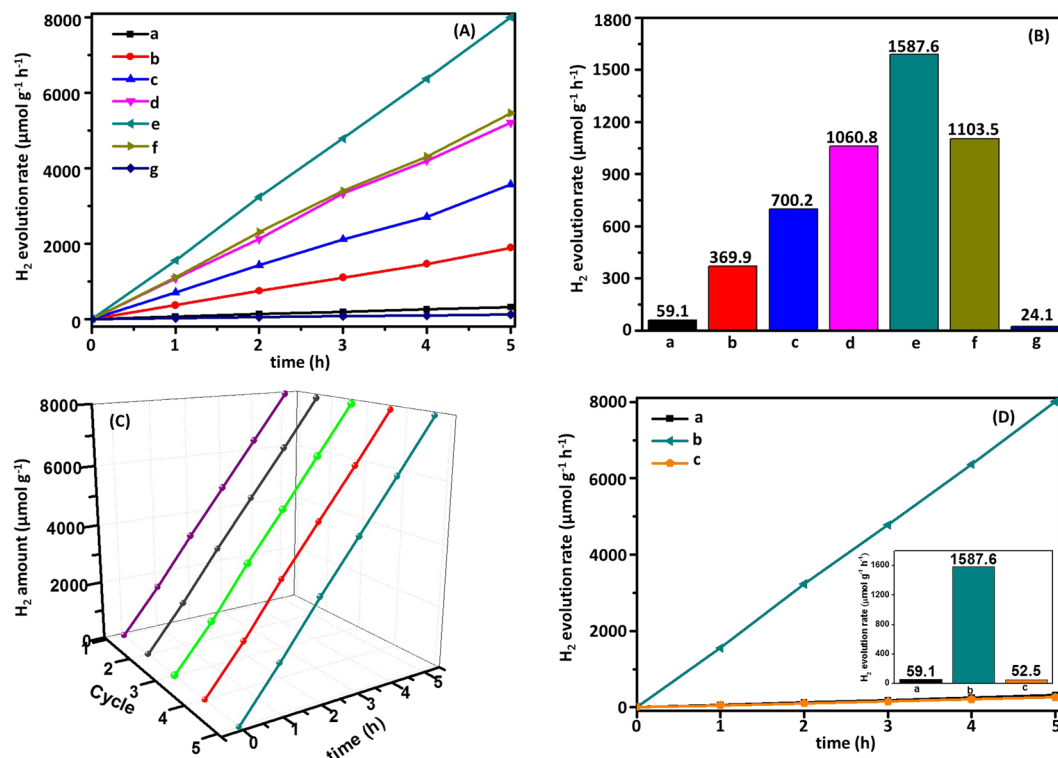 (A)
H₂ evolution rate (μmol g⁻¹ h⁻¹)
8000
6000
4000
2000
0
a
b
c
d
e
f
g
0 1 2 3 4 5
time (h)
(B)
H₂ evolution rate (μmol g⁻¹ h⁻¹)
1800
1500
1200
900
600
300
0
59.1
369.9
700.2
1060.8
1587.6
1103.5
24.1
a b c d e f g
(C)
H₂ amount (μmol g⁻¹)
8000
6000
4000
2000
0
1
2
3
4
5
Cycle
0 1 2 3 4 5
time (h)
(D)
H₂ evolution rate (μmol g⁻¹ h⁻¹)
8000
6000
4000
2000
0
a
b
c
0 1 2 3 4 5
time (h)
H₂ evolution rate (μmol g⁻¹ h⁻¹)
1600
1200
800
400
0
59.1
1587.6
52.5
a b c